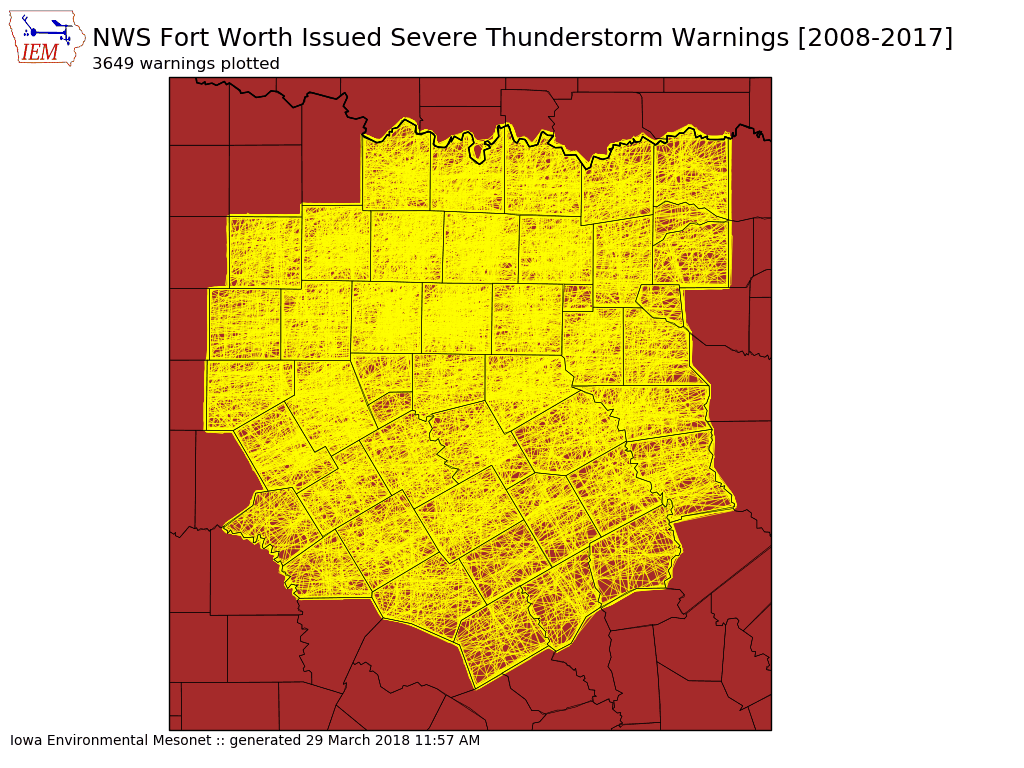 IEM
NWS Fort Worth Issued Severe Thunderstorm Warnings [2008-2017]
3649 warnings plotted
Iowa Environmental Mesonet :: generated 29 March 2018 11:57 AM